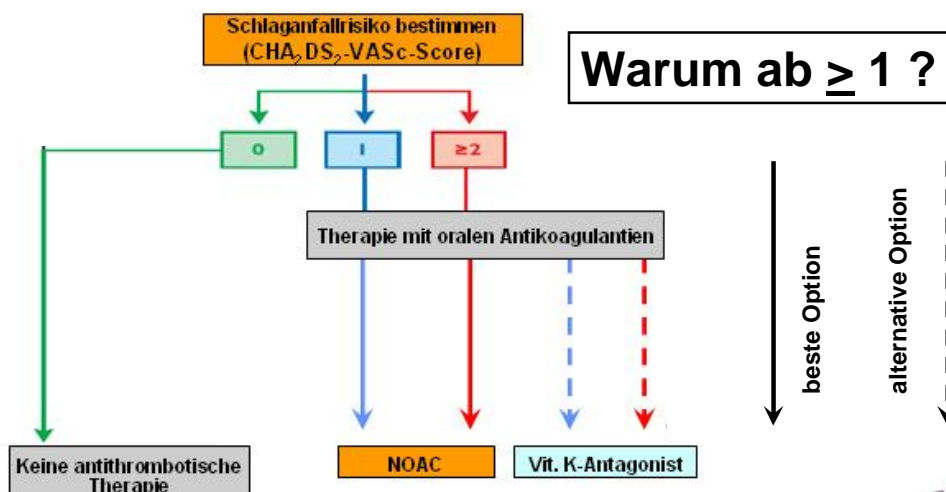 Schlaganfallrisiko bestimmen
(CHA₂DS₂-VASc-Score)
Warum ab ≥ 1 ?
0
1
≥2
Therapie mit oralen Antikoagulantien
beste Option
alternative Option
Keine antithrombotische
Therapie
NOAC
Vit. K-Antagonist